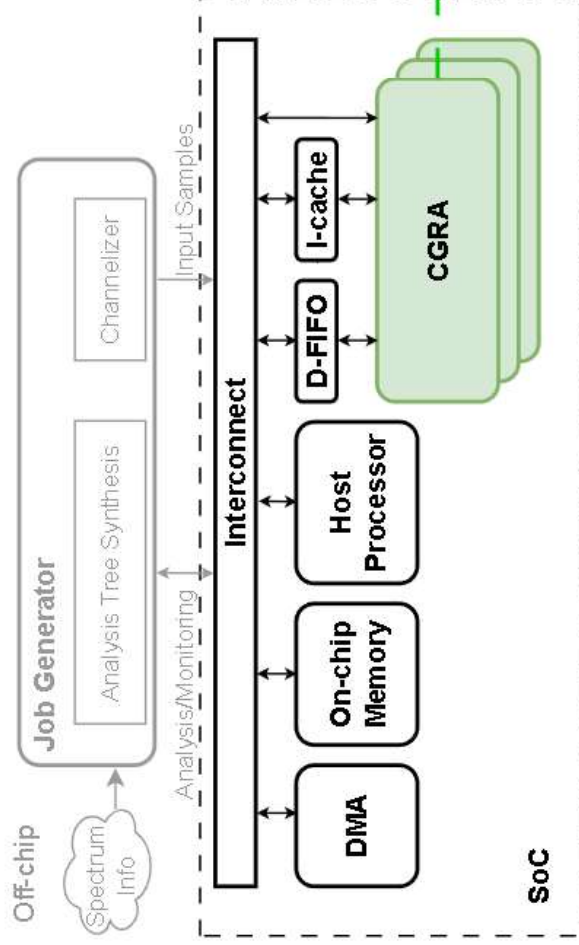 Off-chip
Spectrum
Info
Job Generator
Analysis Tree Synthesis
Channelizer
Analysis/Monitoring
Input Samples
Interconnect
DMA
On-chip
Memory
Host
Processor
D-FIFO
I-cache
CGRA
SoC